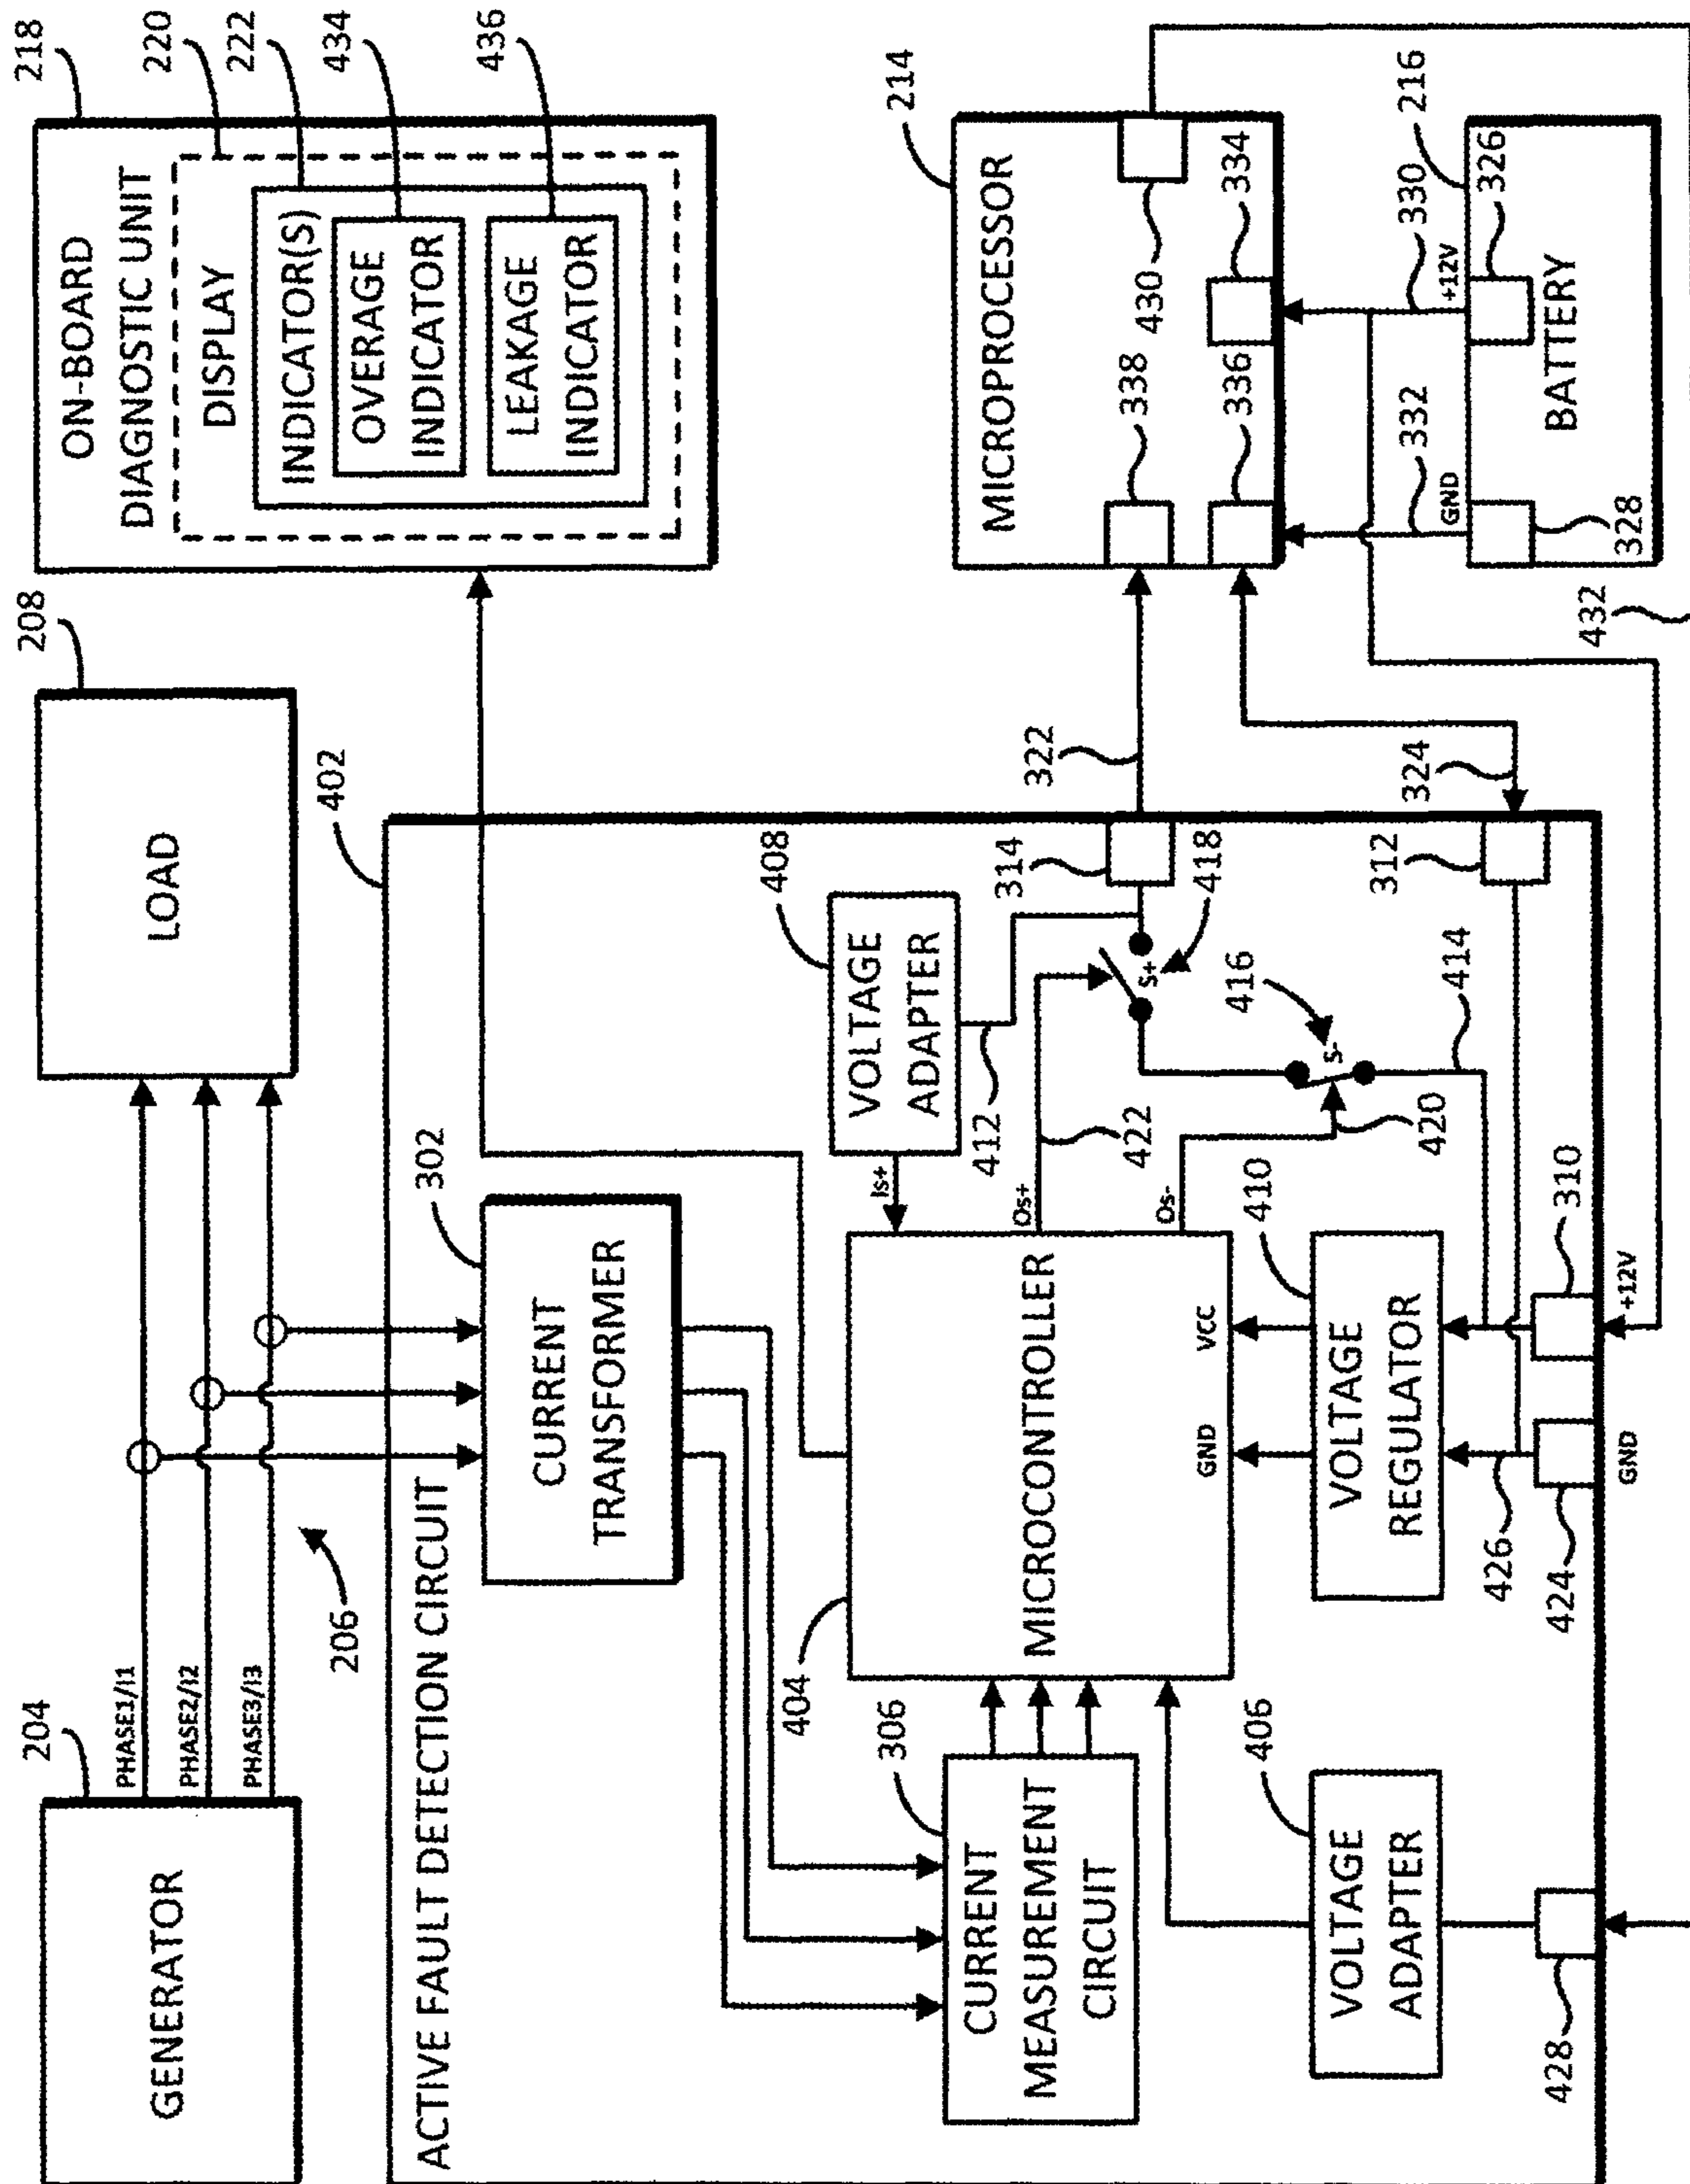 204
GENERATOR
PHASE1/I1
PHASE2/I2
PHASE3/I3
206
208
LOAD
218
220
222
434
436
ON-BOARD
DIAGNOSTIC UNIT
DISPLAY
INDICATOR(S)
OVERAGE
INDICATOR
LEAKAGE
INDICATOR
402
ACTIVE FAULT DETECTION CIRCUIT
302
CURRENT
TRANSFORMER
306
CURRENT
MEASUREMENT
CIRCUIT
404
MICROCONTROLLER
GND
VCC
Is+
Os+
Os-
408
VOLTAGE
ADAPTER
412
422
314
S+
418
416
S-
414
420
322
324
312
406
VOLTAGE
ADAPTER
410
VOLTAGE
REGULATOR
428
424
426
GND
310
+12V
214
MICROPROCESSOR
338
430
336
334
332
330
GND
+12V
216
326
328
BATTERY
432